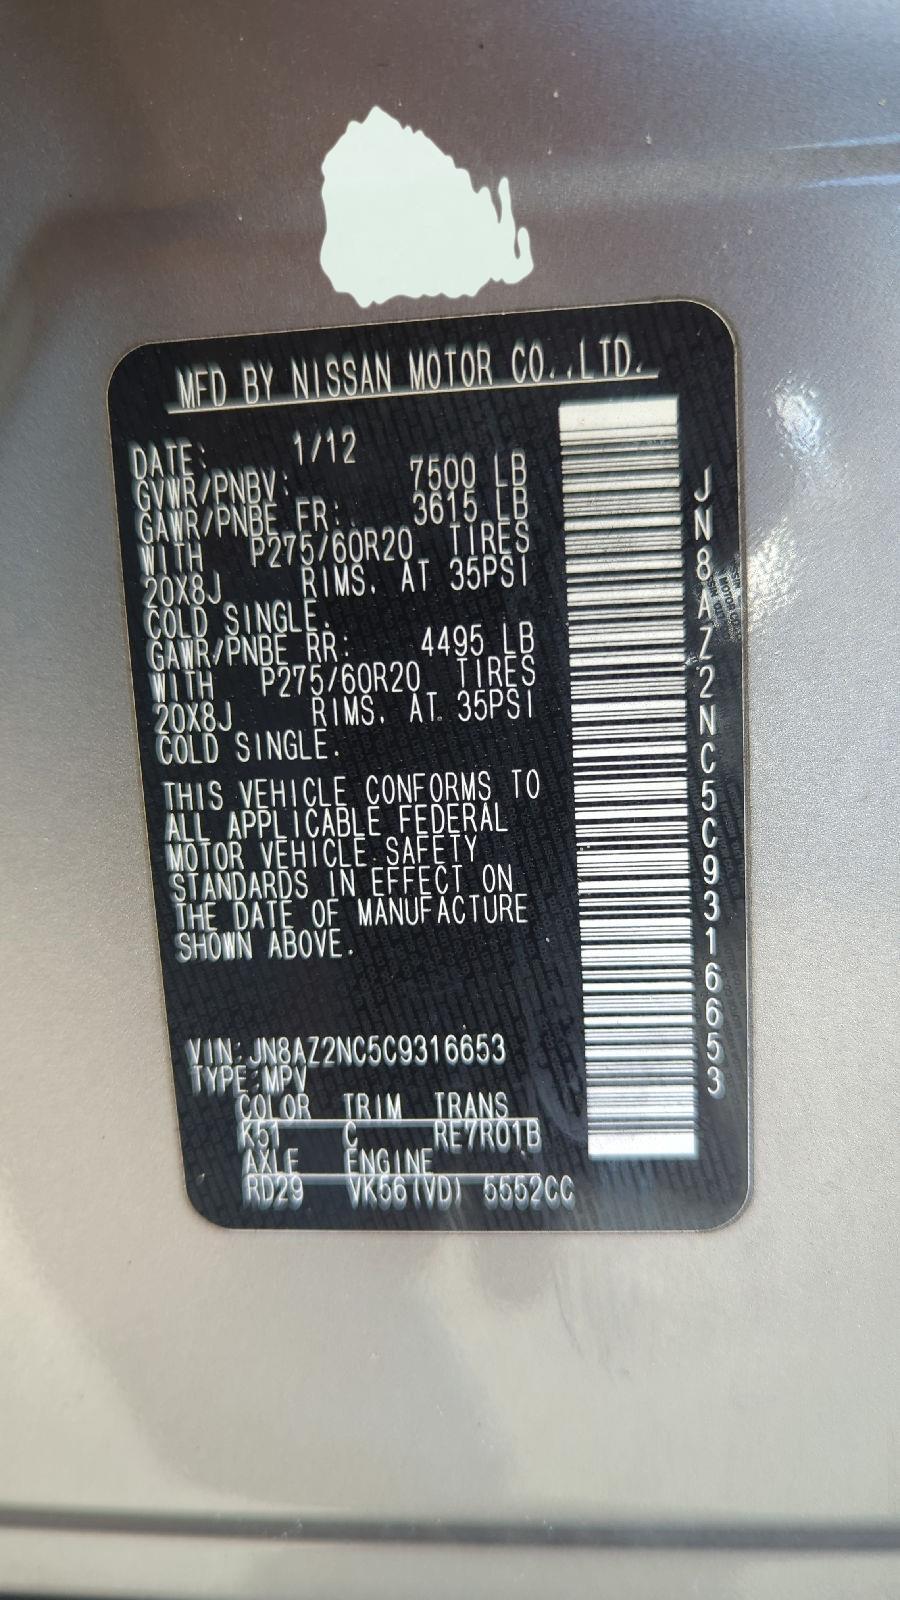 MFD BY NISSAN MOTOR CO.,LTD.
DATE: 1/12
GVWR/PNBV: 7500 LB
GAWR/PNBE FR: 3615 LB
WITH P275/60R20 TIRES
20X8J RIMS, AT 35PSI
COLD SINGLE.
GAWR/PNBE RR: 4495 LB
WITH P275/60R20 TIRES
20X8J RIMS, AT 35PSI
COLD SINGLE.
THIS VEHICLE CONFORMS TO
ALL APPLICABLE FEDERAL
MOTOR VEHICLE SAFETY
STANDARDS IN EFFECT ON
THE DATE OF MANUFACTURE
SHOWN ABOVE.
VIN:JN8AZ2NC5C9316653
TYPE:MPV
COLOR TRIM TRANS
K51 C RE7R01B
AXLE ENGINE
RD29 VK56(VD) 5552CC
JN8AZ2NC5C9316653